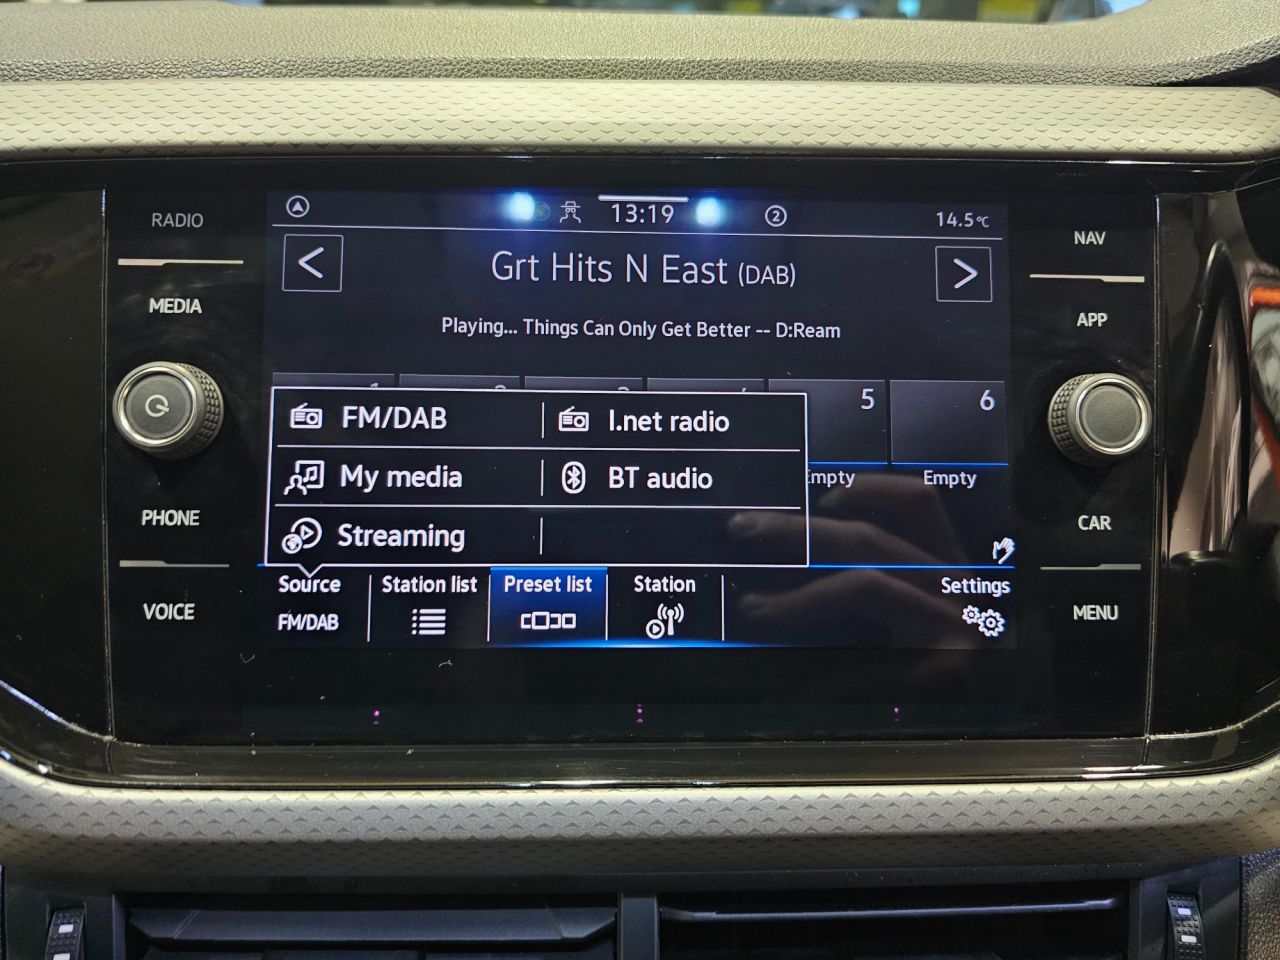 RADIO
MEDIA
PHONE
VOICE
13:19
2
14.5°C
Grt Hits N East (DAB)
Playing... Things Can Only Get Better -- D:Ream
5
6
Empty
FM/DAB
I.net radio
My media
BT audio
Streaming
Source
FM/DAB
Station list
Preset list
Station
Settings
NAV
APP
CAR
MENU